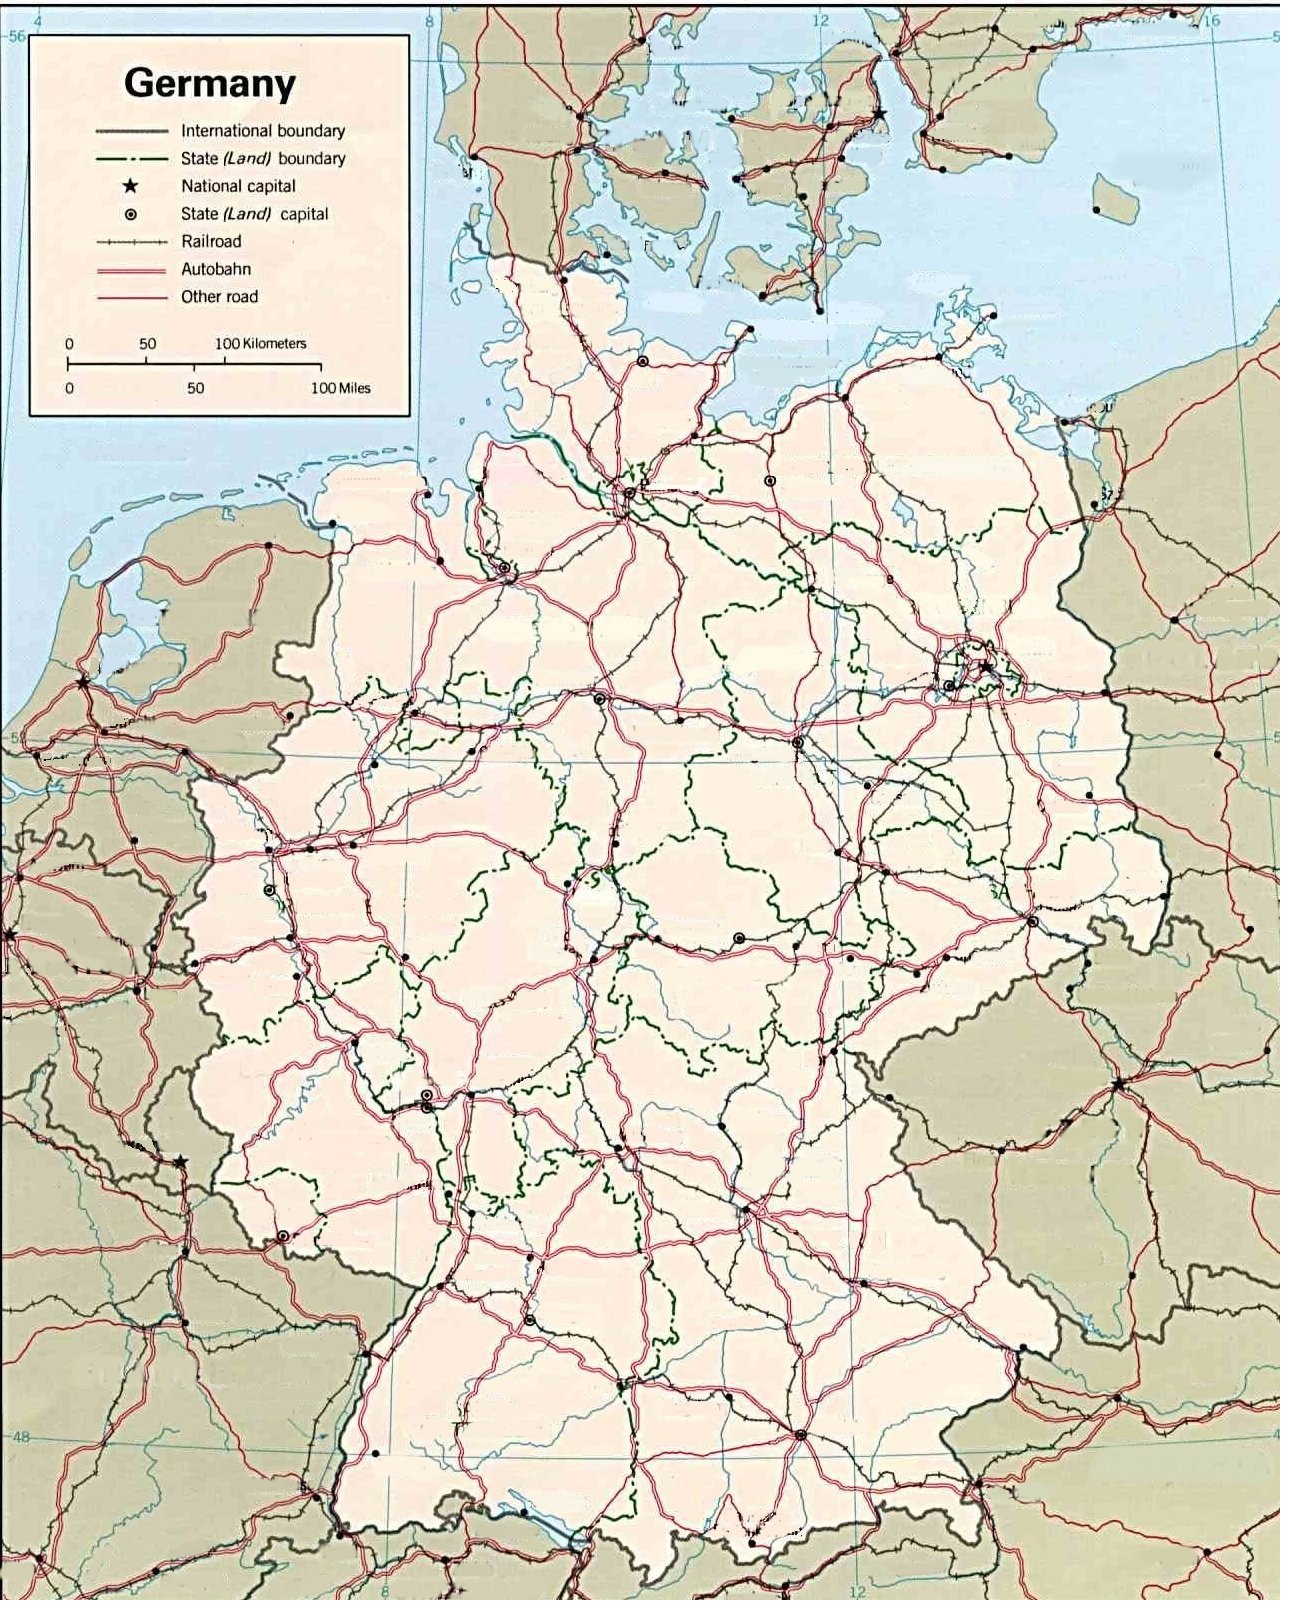 4
8
12
16
56
Germany
International boundary
State (Land) boundary
National capital
State (Land) capital
Railroad
Autobahn
Other road
0 50 100 Kilometers
0 50 100 Miles
48
8
12